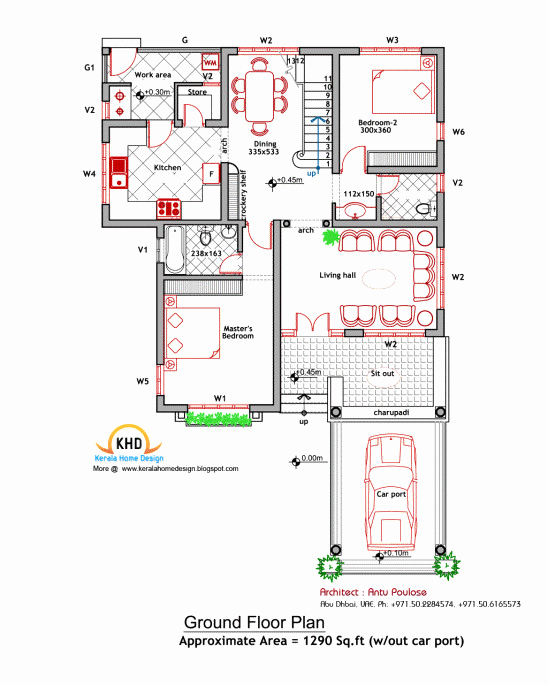 G
W2
W3
G1
Work area
WM
V2
+0.30m
Store
1312
11
10
9
8
7
6
5
4
3
2
1
up
V2
Bedroom-2
300x360
W6
Dining
335x533
arch
Kitchen
W4
F
+0.45m
crockery shelf
112x150
V2
arch
V1
238x163
Living hall
W2
Master's
Bedroom
W2
W5
+0.45m
Sit out
W1
up
charupadi
KHD
Kerala Home Design
More @ www.keralahomedesign.blogspot.com
0.00m
Car port
+0.10m
Architect : Antu Poulose
Abu Dhbai, UAE, Ph: +971.50.2284574, +971.50.6165573
Ground Floor Plan
Approximate Area = 1290 Sq.ft (w/out car port)